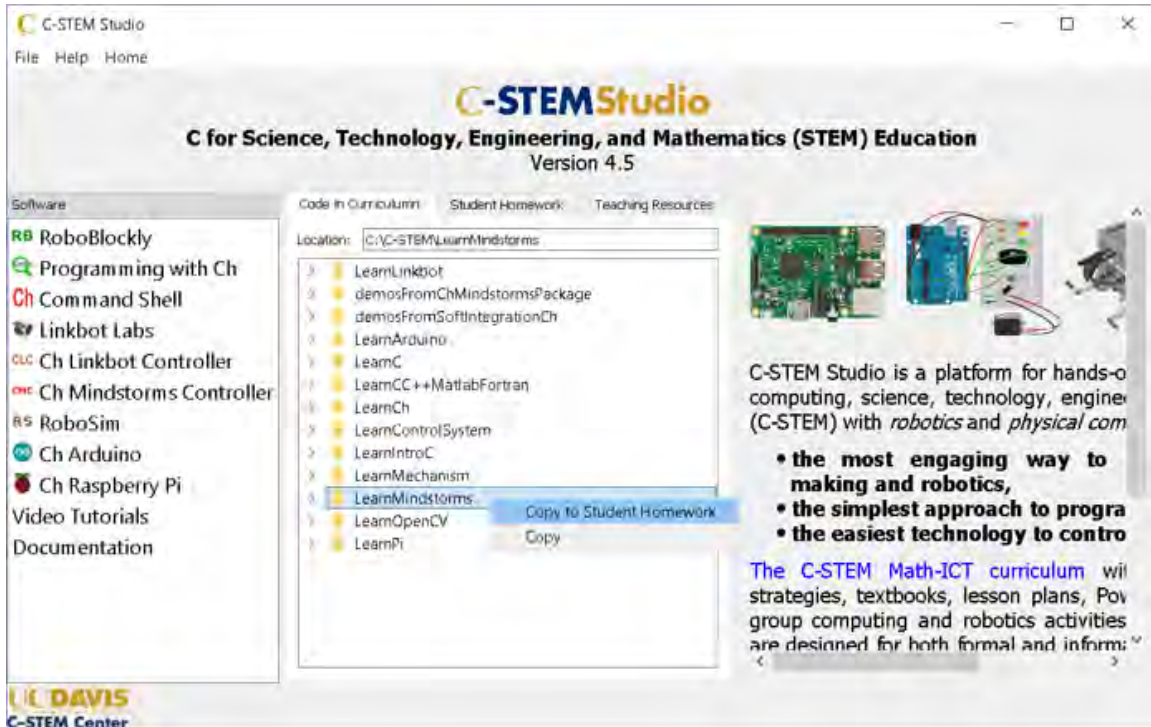 C-STEM Studio
File Help Home
C-STEMStudio
C for Science, Technology, Engineering, and Mathematics (STEM) Education
Version 4.5
Software
RB RoboBlockly
Programming with Ch
Ch Command Shell
Linkbot Labs
CLC Ch Linkbot Controller
CMC Ch Mindstorms Controller
RS RoboSim
Ch Arduino
Ch Raspberry Pi
Video Tutorials
Documentation
Code in Curriculumn Student Homework Teaching Resources
Location: C:\C-STEM\LearnMindstorms
LearnLinkbot
demosFromChMindstormsPackage
demosFromSoftIntegrationCh
LearnArduino
LearnC
LearnCC++MatlabFortran
LearnCh
LearnControlSystem
LearnIntroC
LearnMechanism
LearnMindstorms
LearnOpenCV
LearnPi
Copy to Student Homework
Copy
C-STEM Studio is a platform for hands-o
computing, science, technology, engine
(C-STEM) with robotics and physical com
• the most engaging way to
making and robotics,
• the simplest approach to progra
• the easiest technology to contro
The C-STEM Math-ICT curriculum wit
strategies, textbooks, lesson plans, Pov
group computing and robotics activities
are designed for both formal and informa
UC DAVIS
C-STEM Center